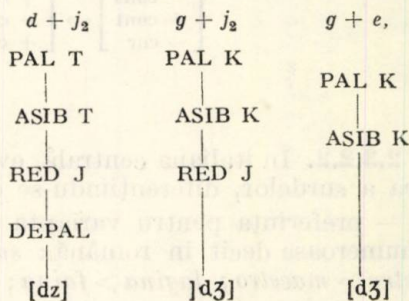 d + j₂ g + j₂ g + e,
PAL T PAL K
PAL K
ASIB T ASIB K
ASIB K
RED J RED J
DEPAL
[dz] ]dʒ] [dʒ]